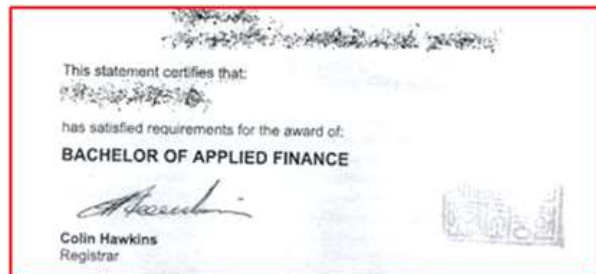 This statement certifies that:
has satisfied requirements for the award of:
BACHELOR OF APPLIED FINANCE
Colin Hawkins
Registrar